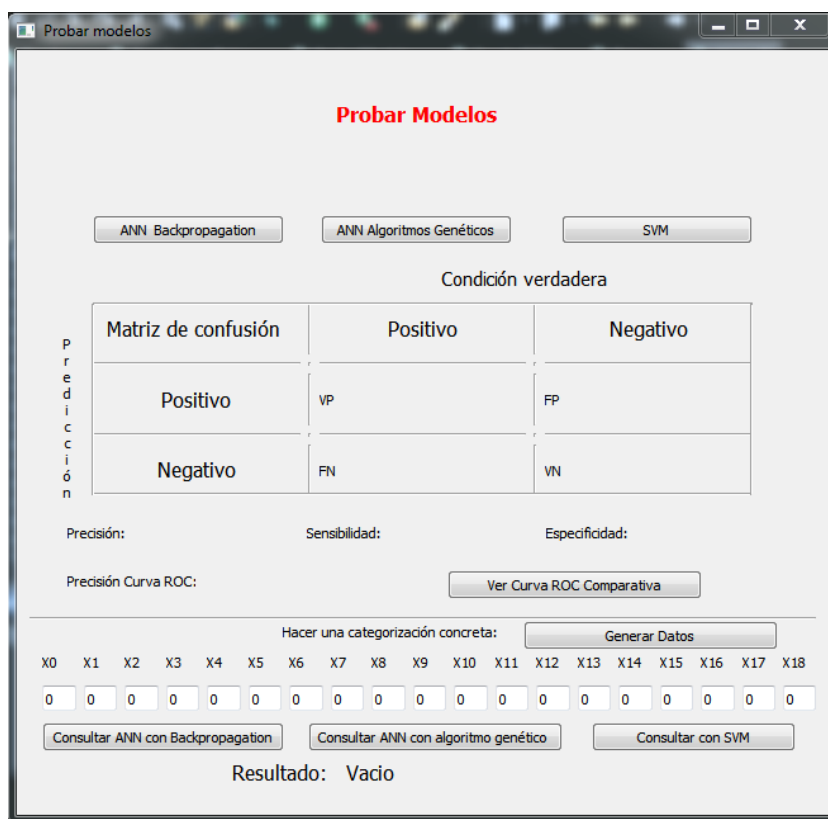 Probar modelos
Probar Modelos
ANN Backpropagation ANN Algoritmos Genéticos SVM
Condición verdadera
Predicción
Matriz de confusión Positivo Negativo
Positivo VP FP
Negativo FN VN
Precisión: Sensibilidad: Especificidad:
Precisión Curva ROC: Ver Curva ROC Comparativa
Hacer una categorización concreta: Generar Datos
X0 X1 X2 X3 X4 X5 X6 X7 X8 X9 X10 X11 X12 X13 X14 X15 X16 X17 X18
0 0 0 0 0 0 0 0 0 0 0 0 0 0 0 0 0 0 0
Consultar ANN con Backpropagation Consultar ANN con algoritmo genético Consultar con SVM
Resultado: Vacio